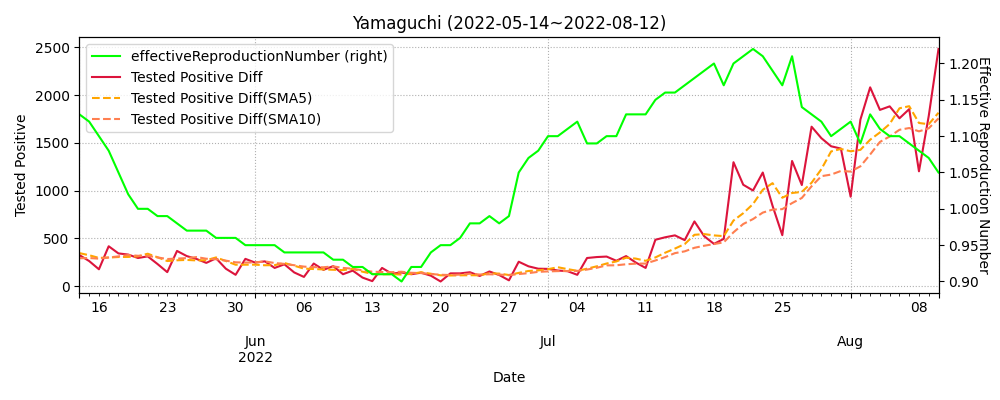 Yamaguchi (2022-05-14~2022-08-12)
effectiveReproductionNumber (right)
Tested Positive Diff
Tested Positive Diff(SMA5)
Tested Positive Diff(SMA10)
Tested Positive
2500
2000
1500
1000
500
0
Effective Reproduction Number
1.20
1.15
1.10
1.05
1.00
0.95
0.90
16 23 30 06 13 20 27 04 11 18 25 08
Jun Jul Aug
2022
Date